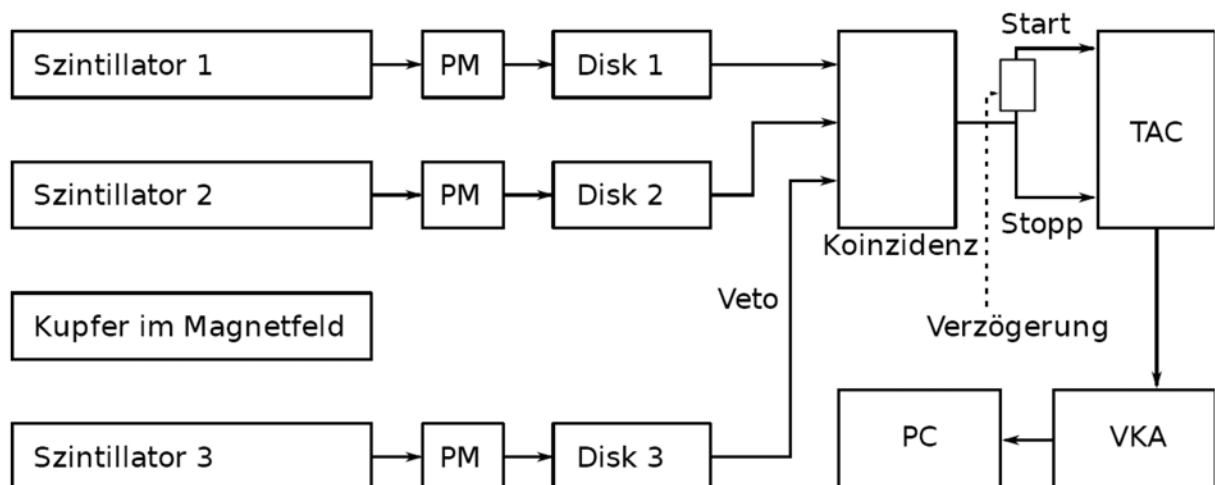 Szintillator 1
PM
Disk 1
Start
TAC
Szintillator 2
PM
Disk 2
Stopp
Koinzidenz
Veto
Kupfer im Magnetfeld
Verzögerung
Szintillator 3
PM
Disk 3
PC
VKA